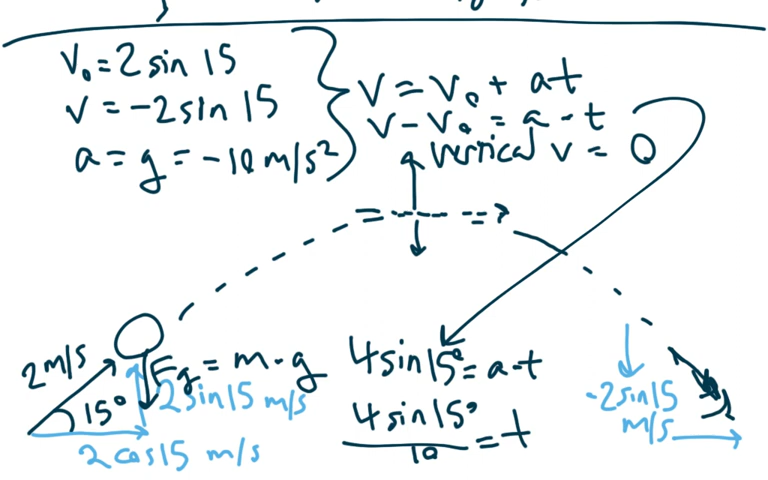 V₀ = 2 sin 15
V = -2 sin 15
a = g = -10 m/s²
V = V₀ + at
V - V₀ = a - t
vertical v = 0
2 m/s
15°
Fg = m · g
2 sin 15 m/s
2 cos 15 m/s
4 sin 15° = a · t
4 sin 15°
10
= t
-2 sin 15
m/s